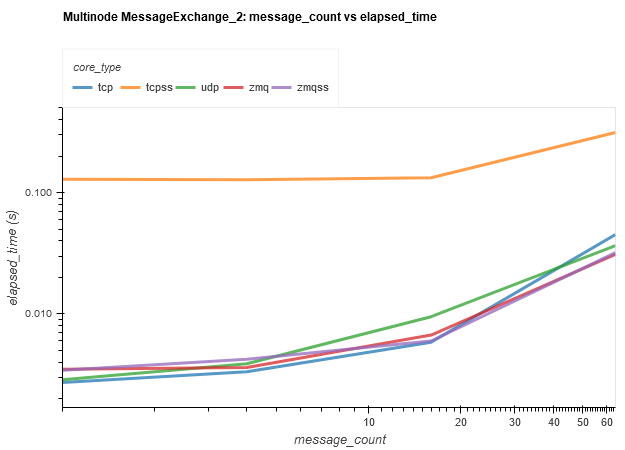 Multinode MessageExchange_2: message_count vs elapsed_time
core_type
tcp tcpss udp zmq zmqss
0.100
0.010
elapsed_time (s)
10 20 30 40 50 60
message_count